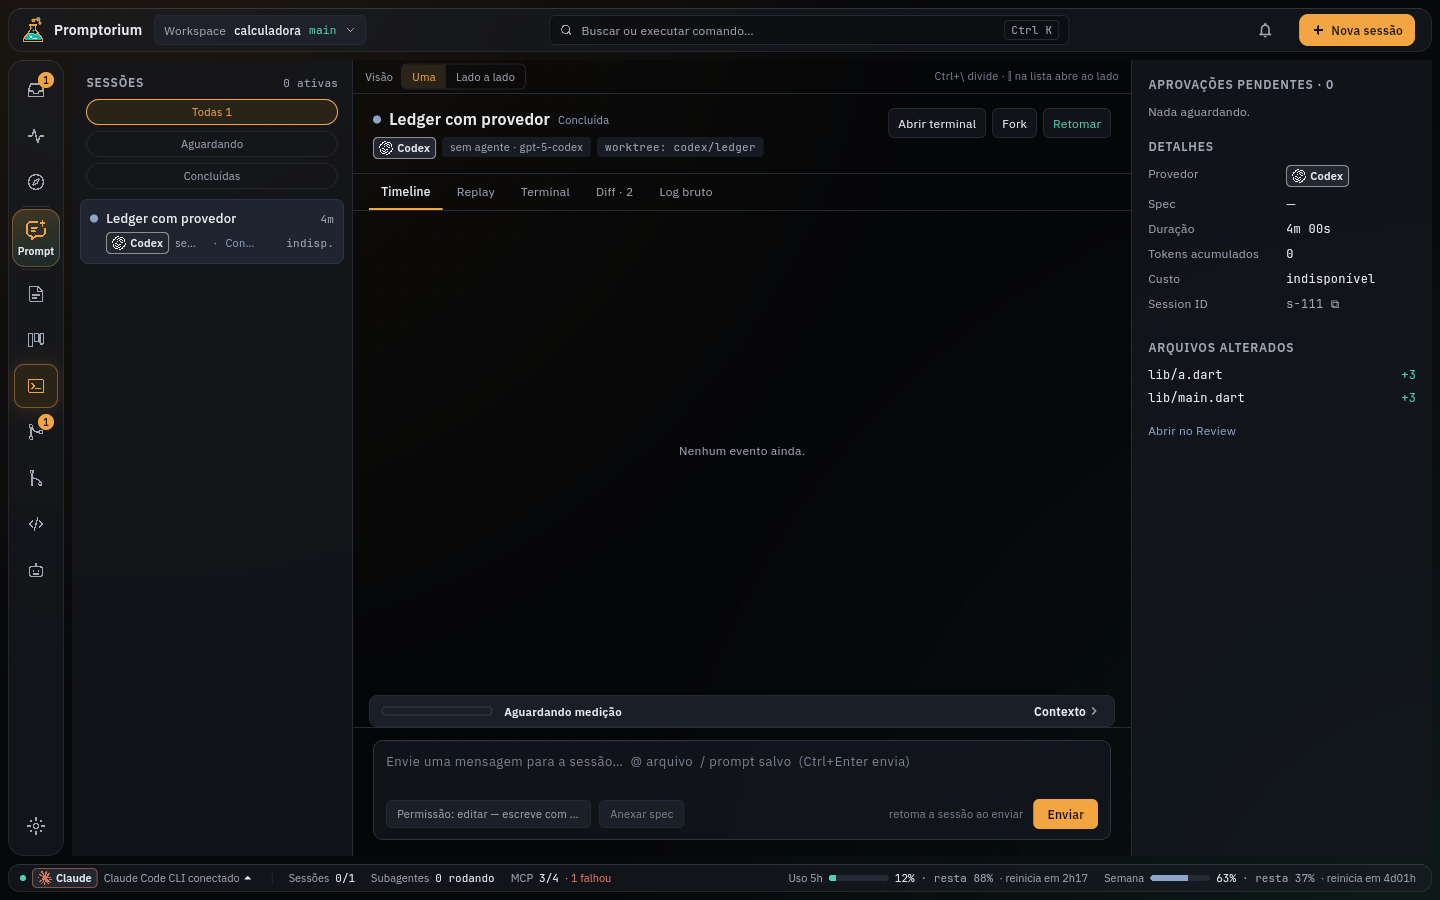 Promptorium
Workspace calculadora main
Buscar ou executar comando...
Ctrl K
Nova sessão
1
Prompt
1
SESSÕES
0 ativas
Todas 1
Aguardando
Concluídas
Ledger com provedor
4m
Codex se... · Con... indisp.
Visão Uma Lado a lado
Ctrl+\ divide · ⫿ na lista abre ao lado
Ledger com provedor Concluída
Codex sem agente · gpt-5-codex worktree: codex/ledger
Abrir terminal Fork Retomar
Timeline Replay Terminal Diff · 2 Log bruto
Nenhum evento ainda.
Aguardando medição
Contexto
Envie uma mensagem para a sessão... @ arquivo / prompt salvo (Ctrl+Enter envia)
Permissão: editar — escreve com ... Anexar spec
retoma a sessão ao enviar Enviar
APROVAÇÕES PENDENTES · 0
Nada aguardando.
DETALHES
Provedor Codex
Spec —
Duração 4m 00s
Tokens acumulados 0
Custo indisponível
Session ID s-111
ARQUIVOS ALTERADOS
lib/a.dart +3
lib/main.dart +3
Abrir no Review
Claude Claude Code CLI conectado Sessões 0/1 Subagentes 0 rodando MCP 3/4 · 1 falhou Uso 5h 12% · resta 88% · reinicia em 2h17 Semana 63% · resta 37% · reinicia em 4d01h